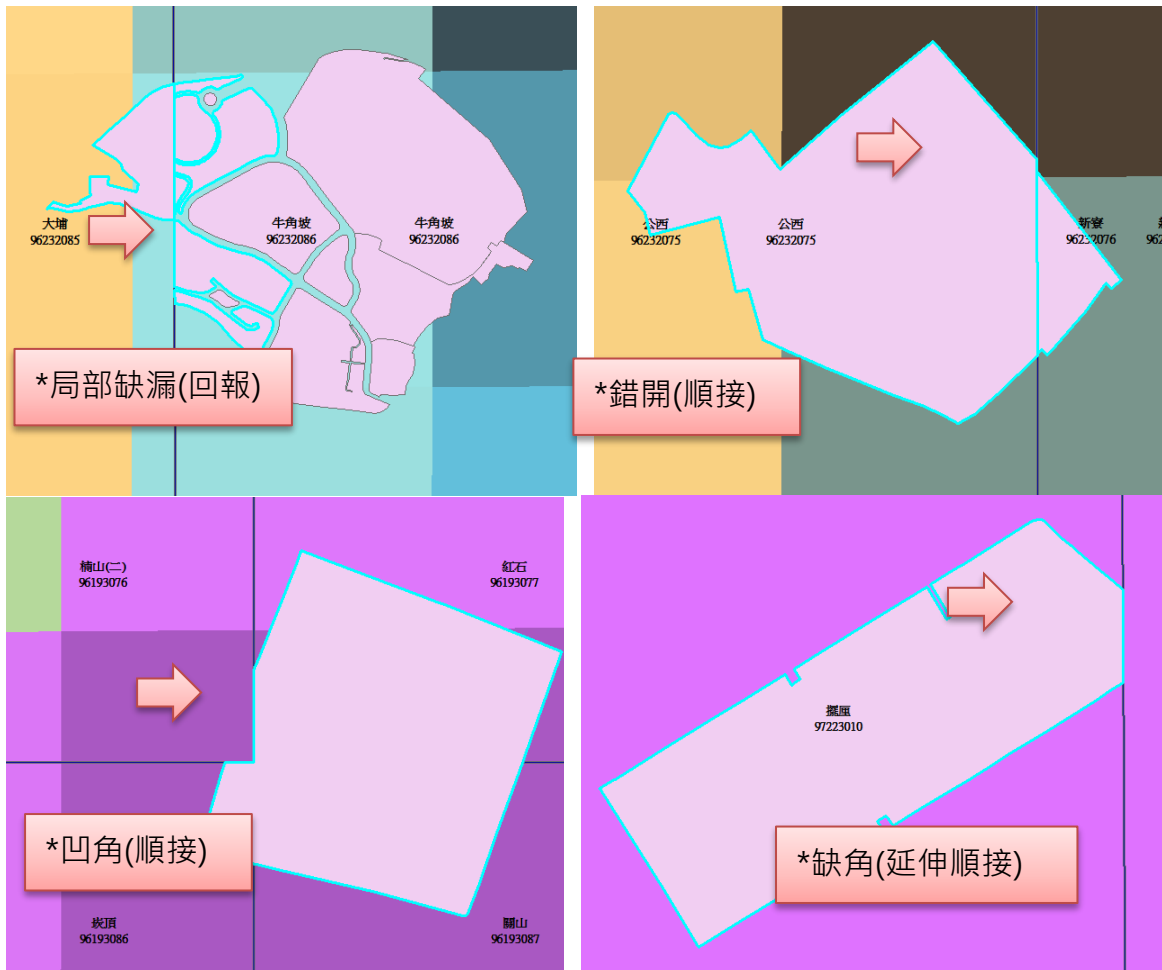 大埔
96232085
牛角坡
96232086
牛角坡
96232086
*局部缺漏(回報)
公西
96232075
公西
96232075
新寮
96232076
*錯開(順接)
楠山(二)
96193076
紅石
96193077
*凹角(順接)
崁頂
96193086
關山
96193087
擺厘
97223010
*缺角(延伸順接)